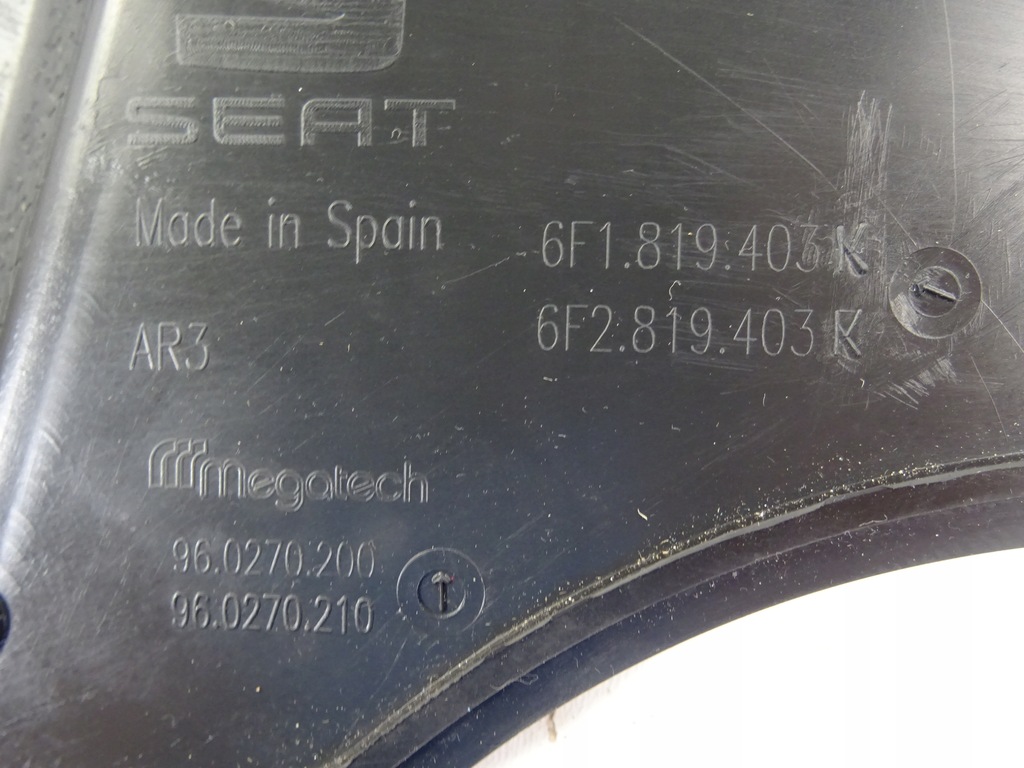 SEAT
Made in Spain
6F1.819.403 K
6F2.819.403 K
AR3
megatech
96.0270.200
96.0270.210